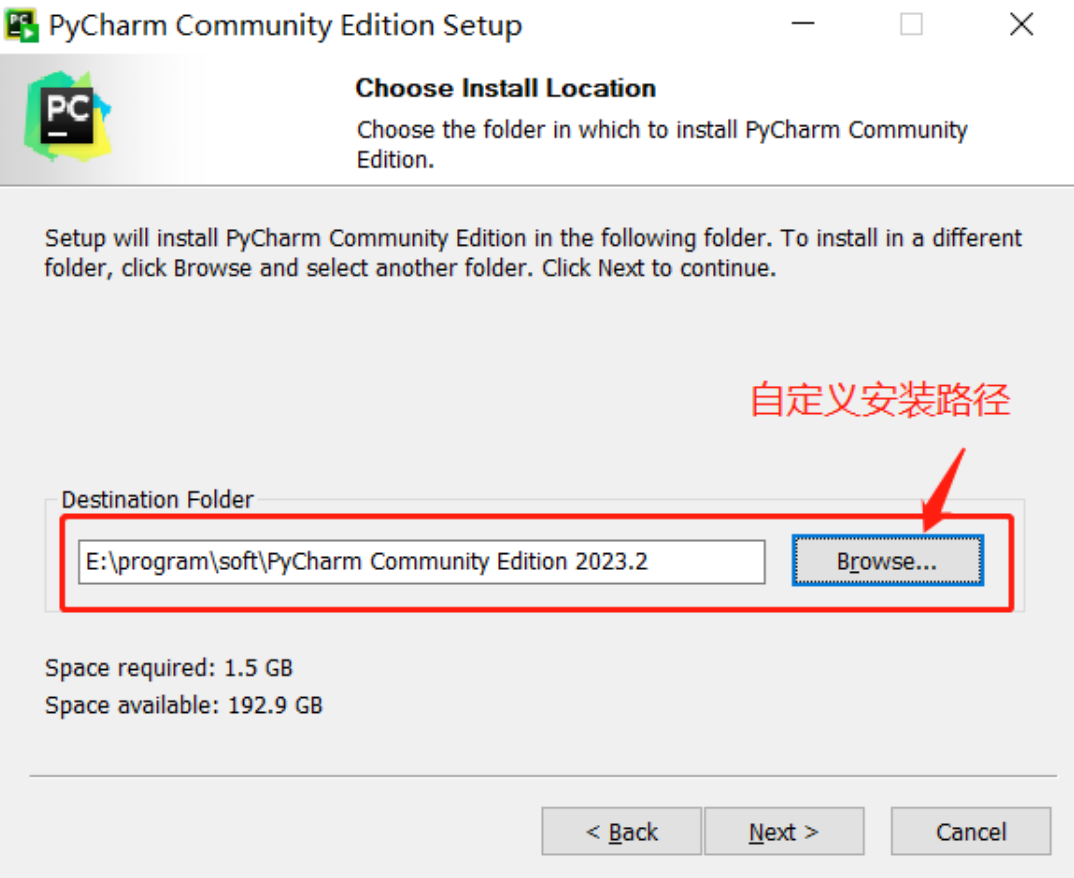 PyCharm Community Edition Setup
PC
Choose Install Location
Choose the folder in which to install PyCharm Community
Edition.
Setup will install PyCharm Community Edition in the following folder. To install in a different
folder, click Browse and select another folder. Click Next to continue.
自定义安装路径
Destination Folder
E:\program\soft\PyCharm Community Edition 2023.2
Browse...
Space required: 1.5 GB
Space available: 192.9 GB
< Back
Next >
Cancel